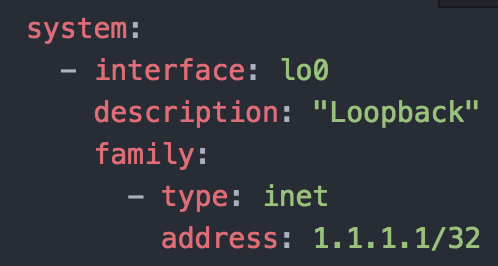 system:
  - interface: lo0
    description: "Loopback"
    family:
      - type: inet
        address: 1.1.1.1/32